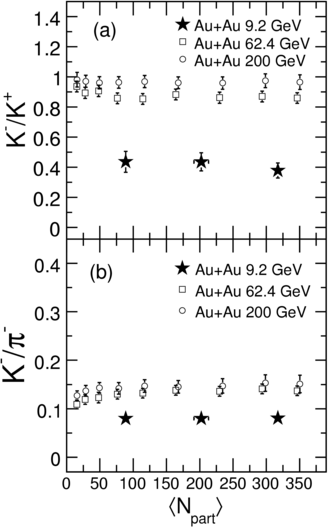 1.4
(a)
★ Au+Au 9.2 GeV
1.2
□ Au+Au 62.4 GeV
○ Au+Au 200 GeV
1
0.8
0.6
0.4
0.2
0
K⁻/K⁺
0.4
(b)
★ Au+Au 9.2 GeV
□ Au+Au 62.4 GeV
○ Au+Au 200 GeV
0.3
0.2
0.1
0
K⁻/π⁻
0 50 100 150 200 250 300 350
⟨N_part⟩